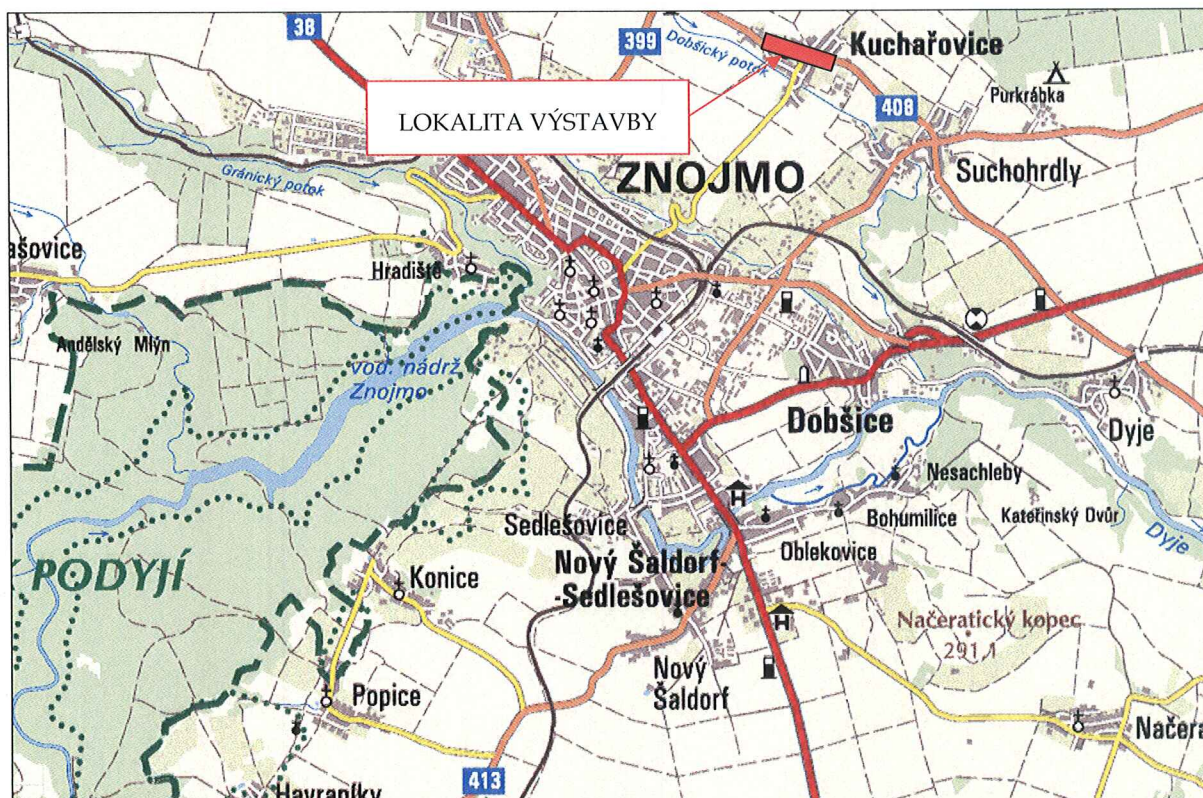 38
399
Dobšický potok
Kuchařovice
LOKALITA VÝSTAVBY
408
Purkrábka
Gránický potok
ZNOJMO
Suchohrdly
ašovice
Hradiště
Andělský Mlýn
vod. nádrž
Znojmo
Dobšice
Dyje
Nesachleby
Sedlešovice
Bohumilice
Kateřinský Dvůr
Dyje
Oblekovice
Nový Šaldorf-
-Sedlešovice
PODYJÍ
Konice
Načeratický kopec
291,1
Nový
Šaldorf
Popice
Načera
413
Havraníky